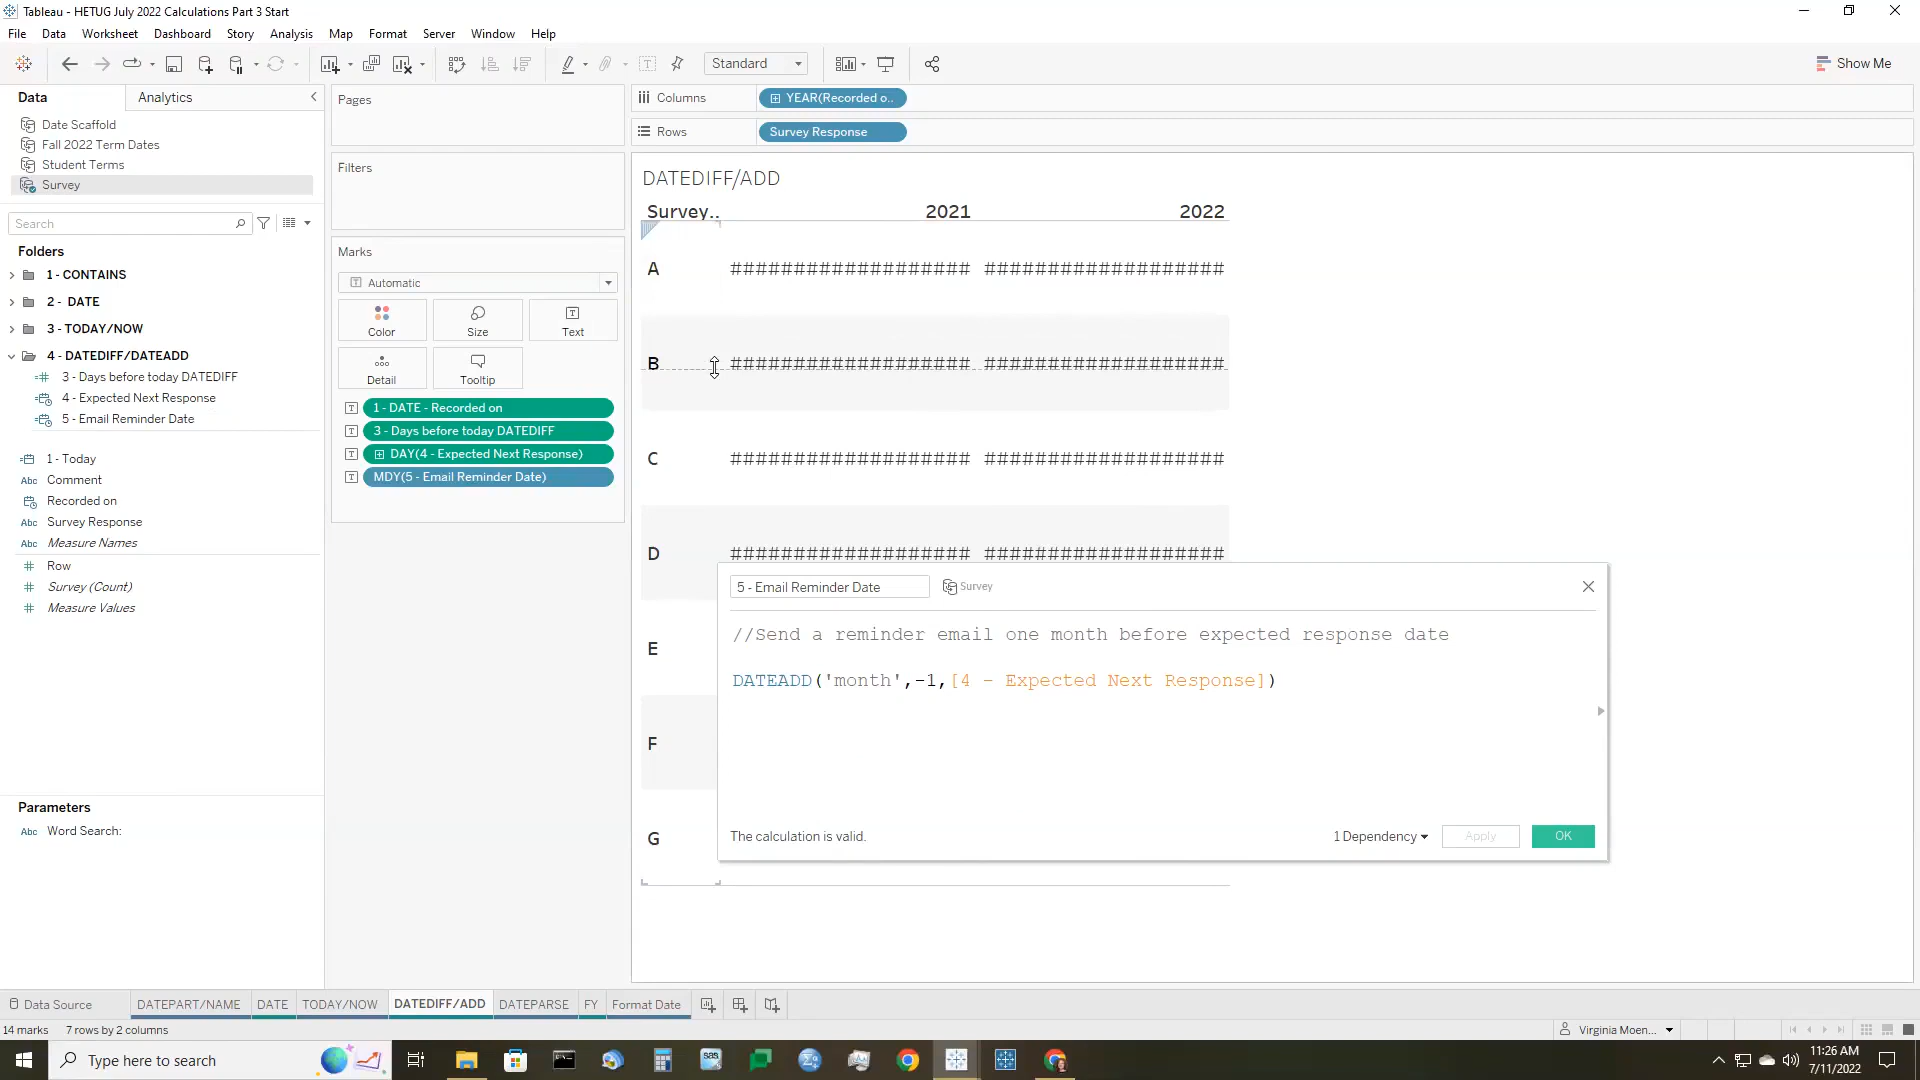 Tableau - HETUG July 2022 Calculations Part 3 Start
File Data Worksheet Dashboard Story Analysis Map Format Server Window Help
Standard
Show Me
Data
Analytics
Date Scaffold
Fall 2022 Term Dates
Student Terms
Survey
Search
Folders
1 - CONTAINS
2 - DATE
3 - TODAY/NOW
4 - DATEDIFF/DATEADD
3 - Days before today DATEDIFF
4 - Expected Next Response
5 - Email Reminder Date
1 - Today
Abc Comment
Recorded on
Abc Survey Response
Abc Measure Names
# Row
# Survey (Count)
# Measure Values
Parameters
Abc Word Search:
Pages
Filters
Marks
Automatic
Color
Size
Text
Detail
Tooltip
1 - DATE - Recorded on
3 - Days before today DATEDIFF
DAY(4 - Expected Next Response)
MDY(5 - Email Reminder Date)
Columns
YEAR(Recorded o..
Rows
Survey Response
DATEDIFF/ADD
Survey.. 2021 2022
A ################### ###################
B ################### ###################
C ################### ###################
D ################### ###################
E
F
G
5 - Email Reminder Date
Survey
//Send a reminder email one month before expected response date
DATEADD('month',-1,[4 - Expected Next Response])
The calculation is valid.
1 Dependency
Apply
OK
Data Source DATEPART/NAME DATE TODAY/NOW DATEDIFF/ADD DATEPARSE FY Format Date
14 marks 7 rows by 2 columns
Virginia Moen...
Type here to search
sas
11:26 AM
7/11/2022